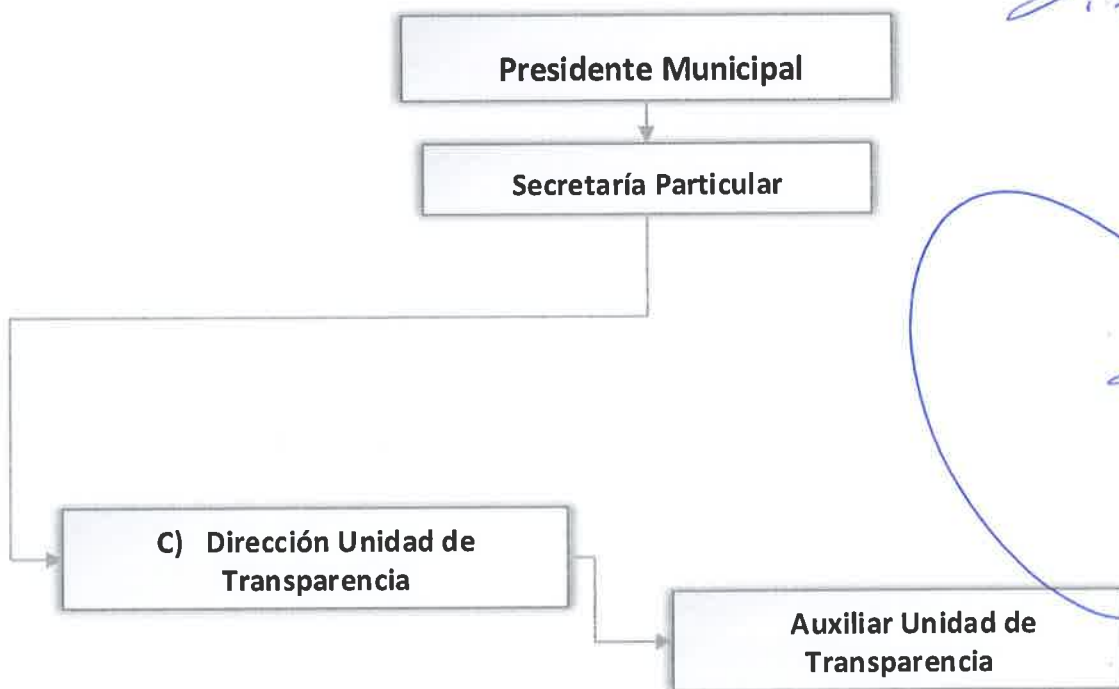 Presidente Municipal
Secretaría Particular
C) Dirección Unidad de
Transparencia
Auxiliar Unidad de
Transparencia